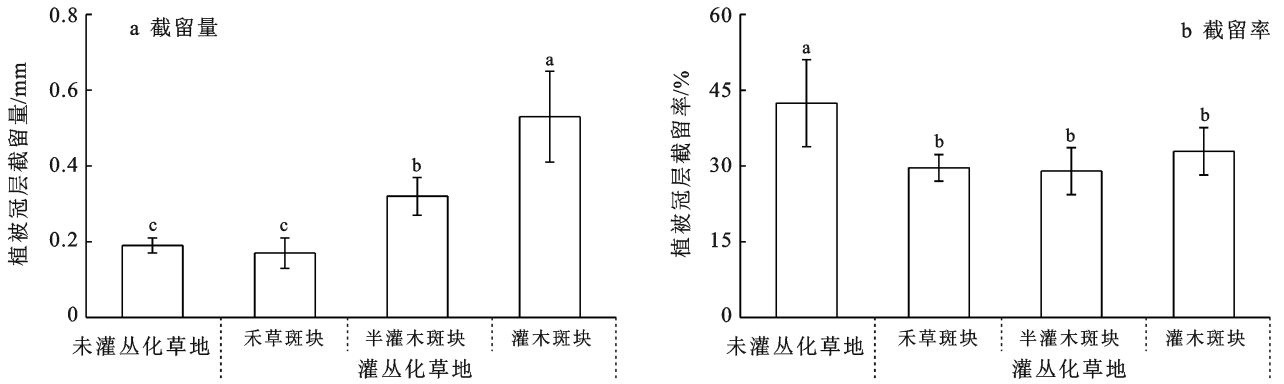 a 截留量
植被冠层截留量/mm
0.8
0.6
0.4
0.2
0
c
c
b
a
未灌丛化草地
禾草斑块
半灌木斑块
灌木斑块
灌丛化草地
b 截留率
植被冠层截留率/%
60
45
30
15
0
a
b
b
b
未灌丛化草地
禾草斑块
半灌木斑块
灌木斑块
灌丛化草地